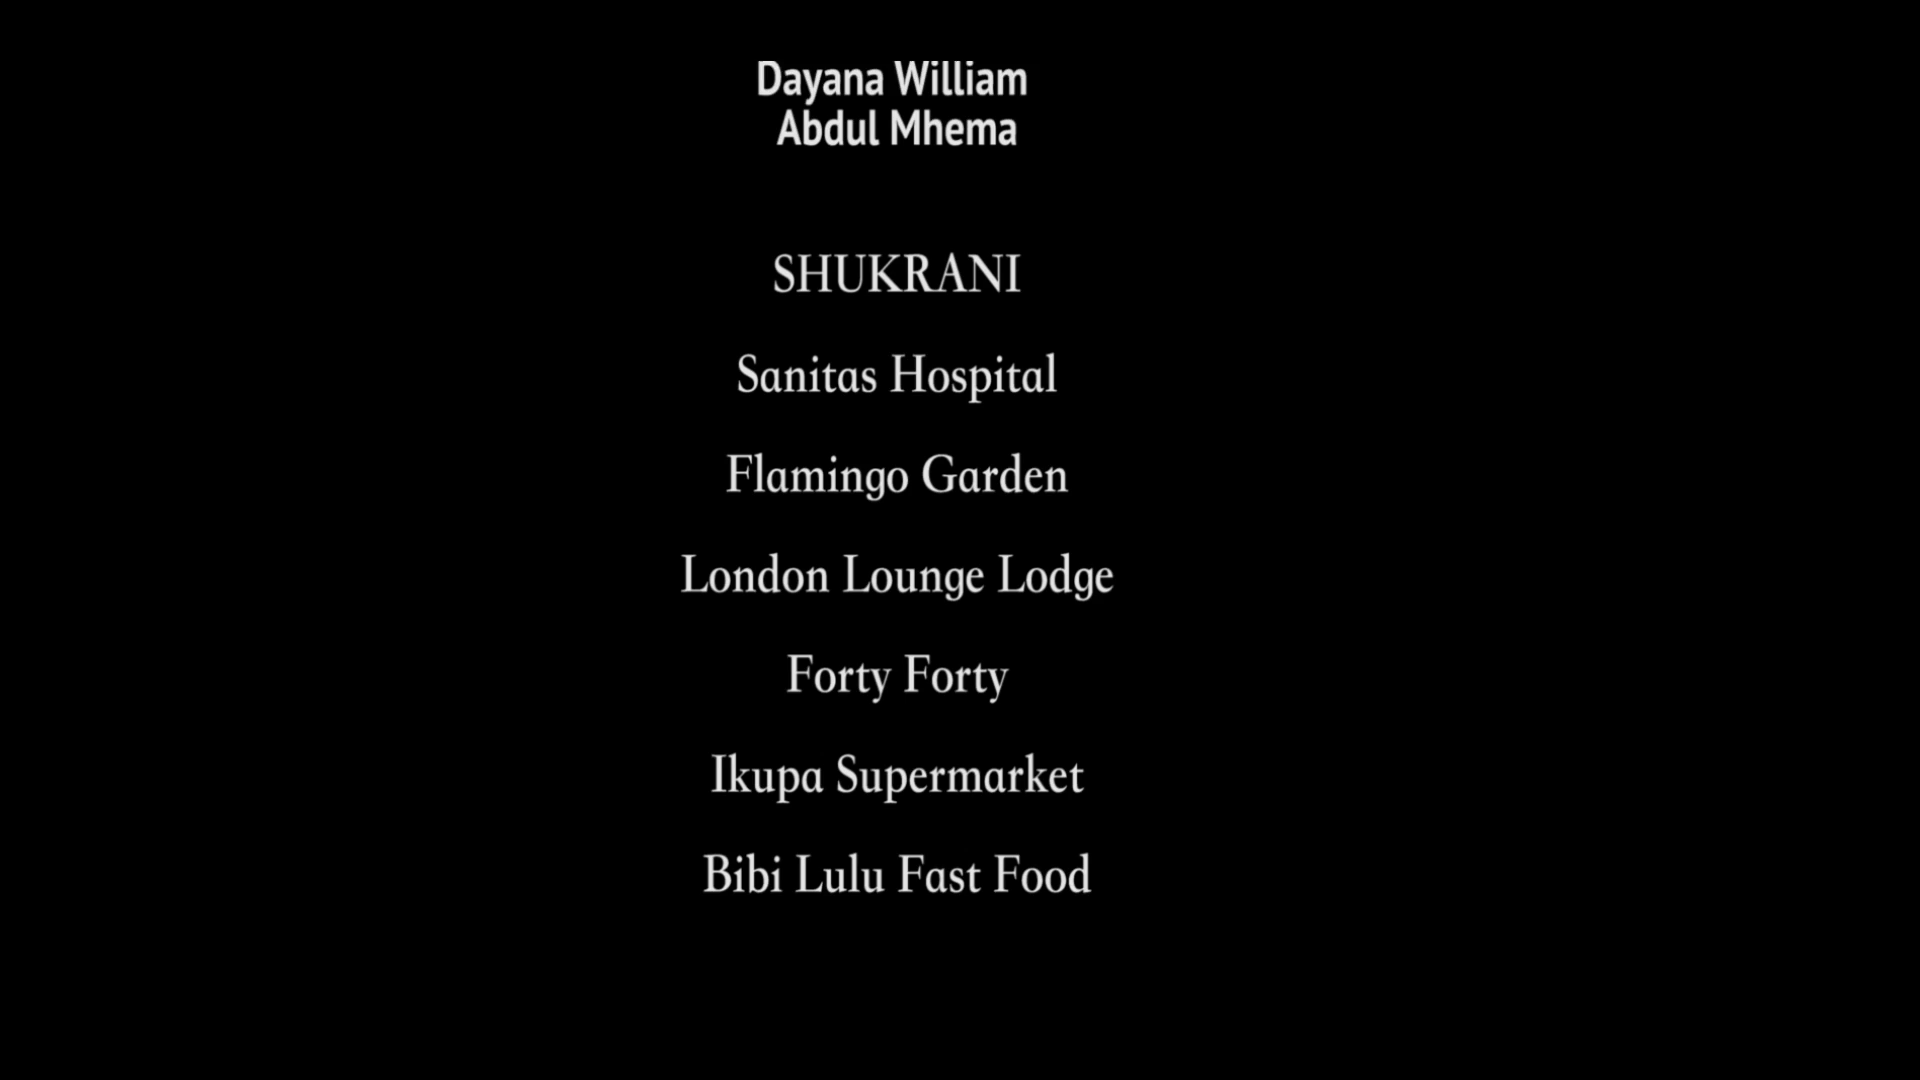 Dayana William
Abdul Mhema
SHUKRANI
Sanitas Hospital
Flamingo Garden
London Lounge Lodge
Forty Forty
Ikupa Supermarket
Bibi Lulu Fast Food